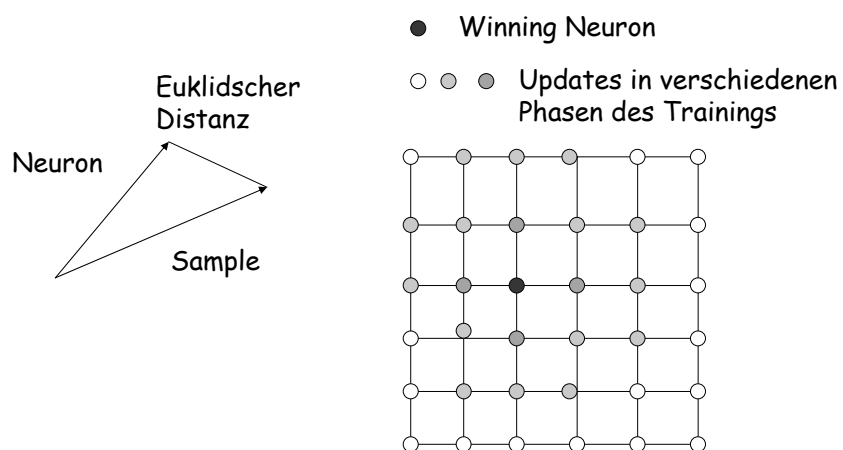 Winning Neuron
Updates in verschiedenen
Phasen des Trainings
Euklidscher
Distanz
Neuron
Sample